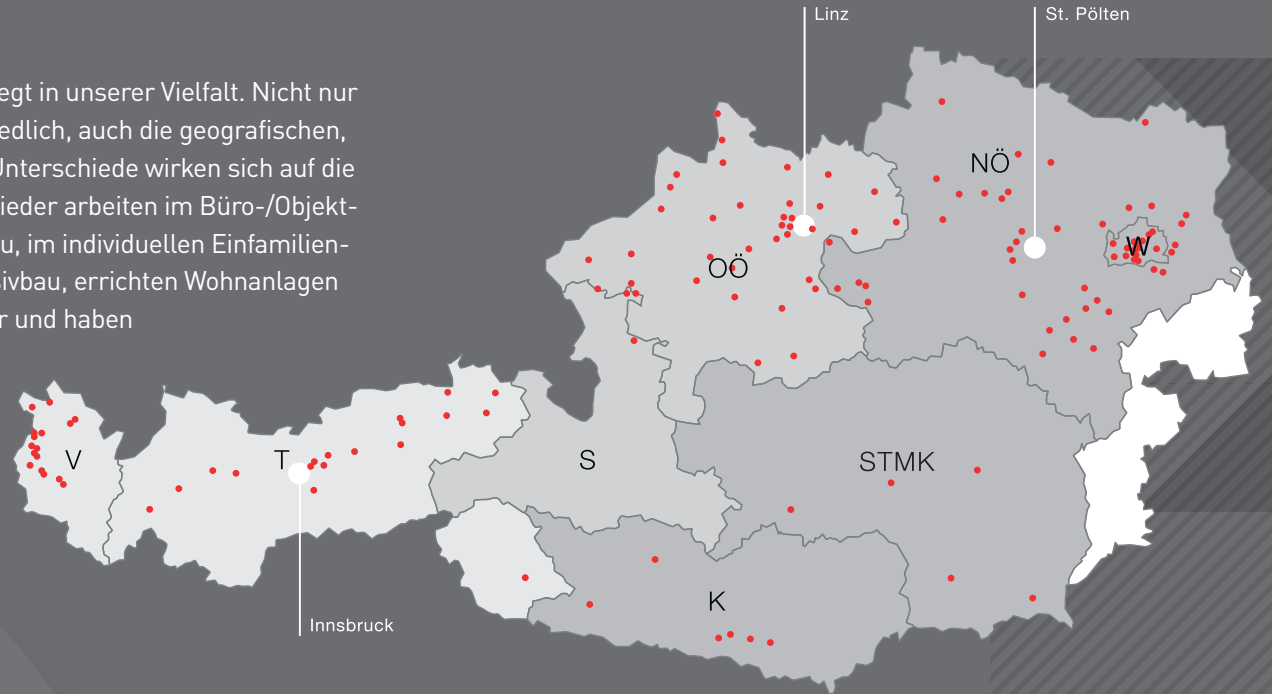 Linz
St. Pölten
egt in unserer Vielfalt. Nicht nur
edlich, auch die geografischen,
Unterschiede wirken sich auf die
ieder arbeiten im Büro-/Objekt-
u, im individuellen Einfamilien-
sivbau, errichten Wohnanlagen
r und haben
NÖ
W
OÖ
V
T
S
STMK
K
Innsbruck